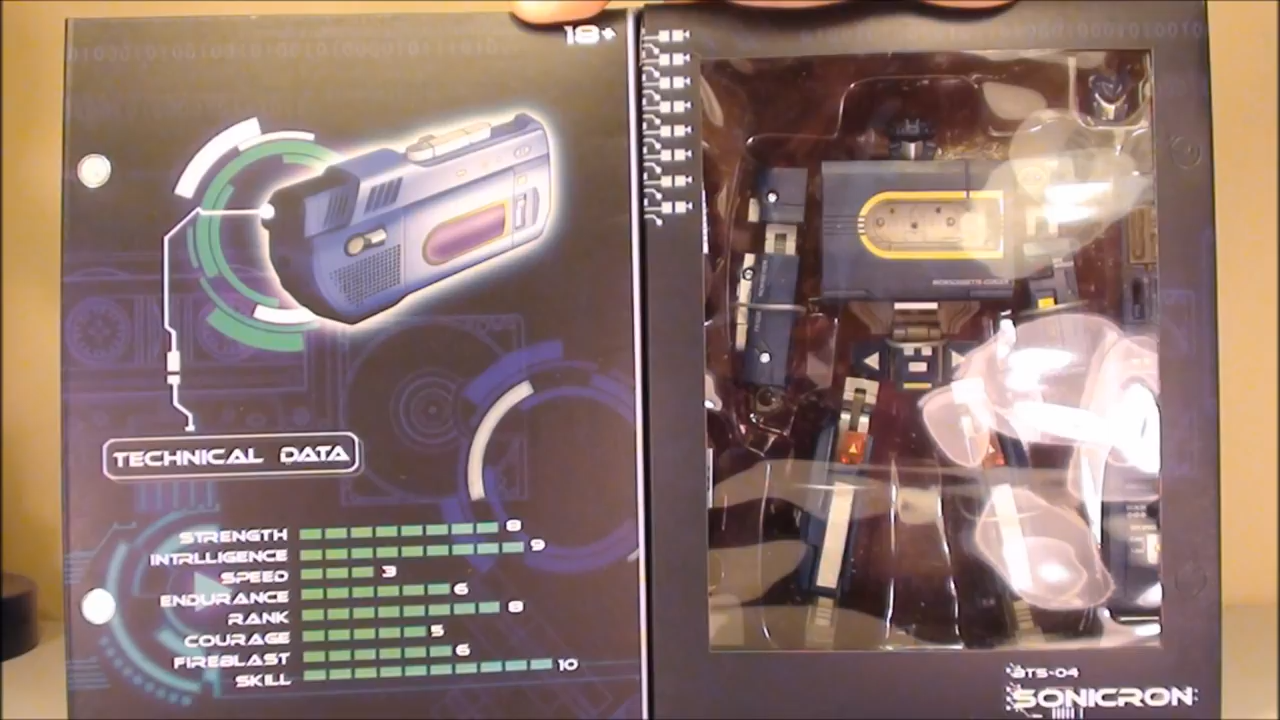 18+
TECHNICAL DATA
STRENGTH 8
INTRLLIGENCE 9
SPEED 3
ENDURANCE 6
RANK 8
COURAGE 5
FIREBLAST 6
SKILL 10
BTS-04
SONICRON